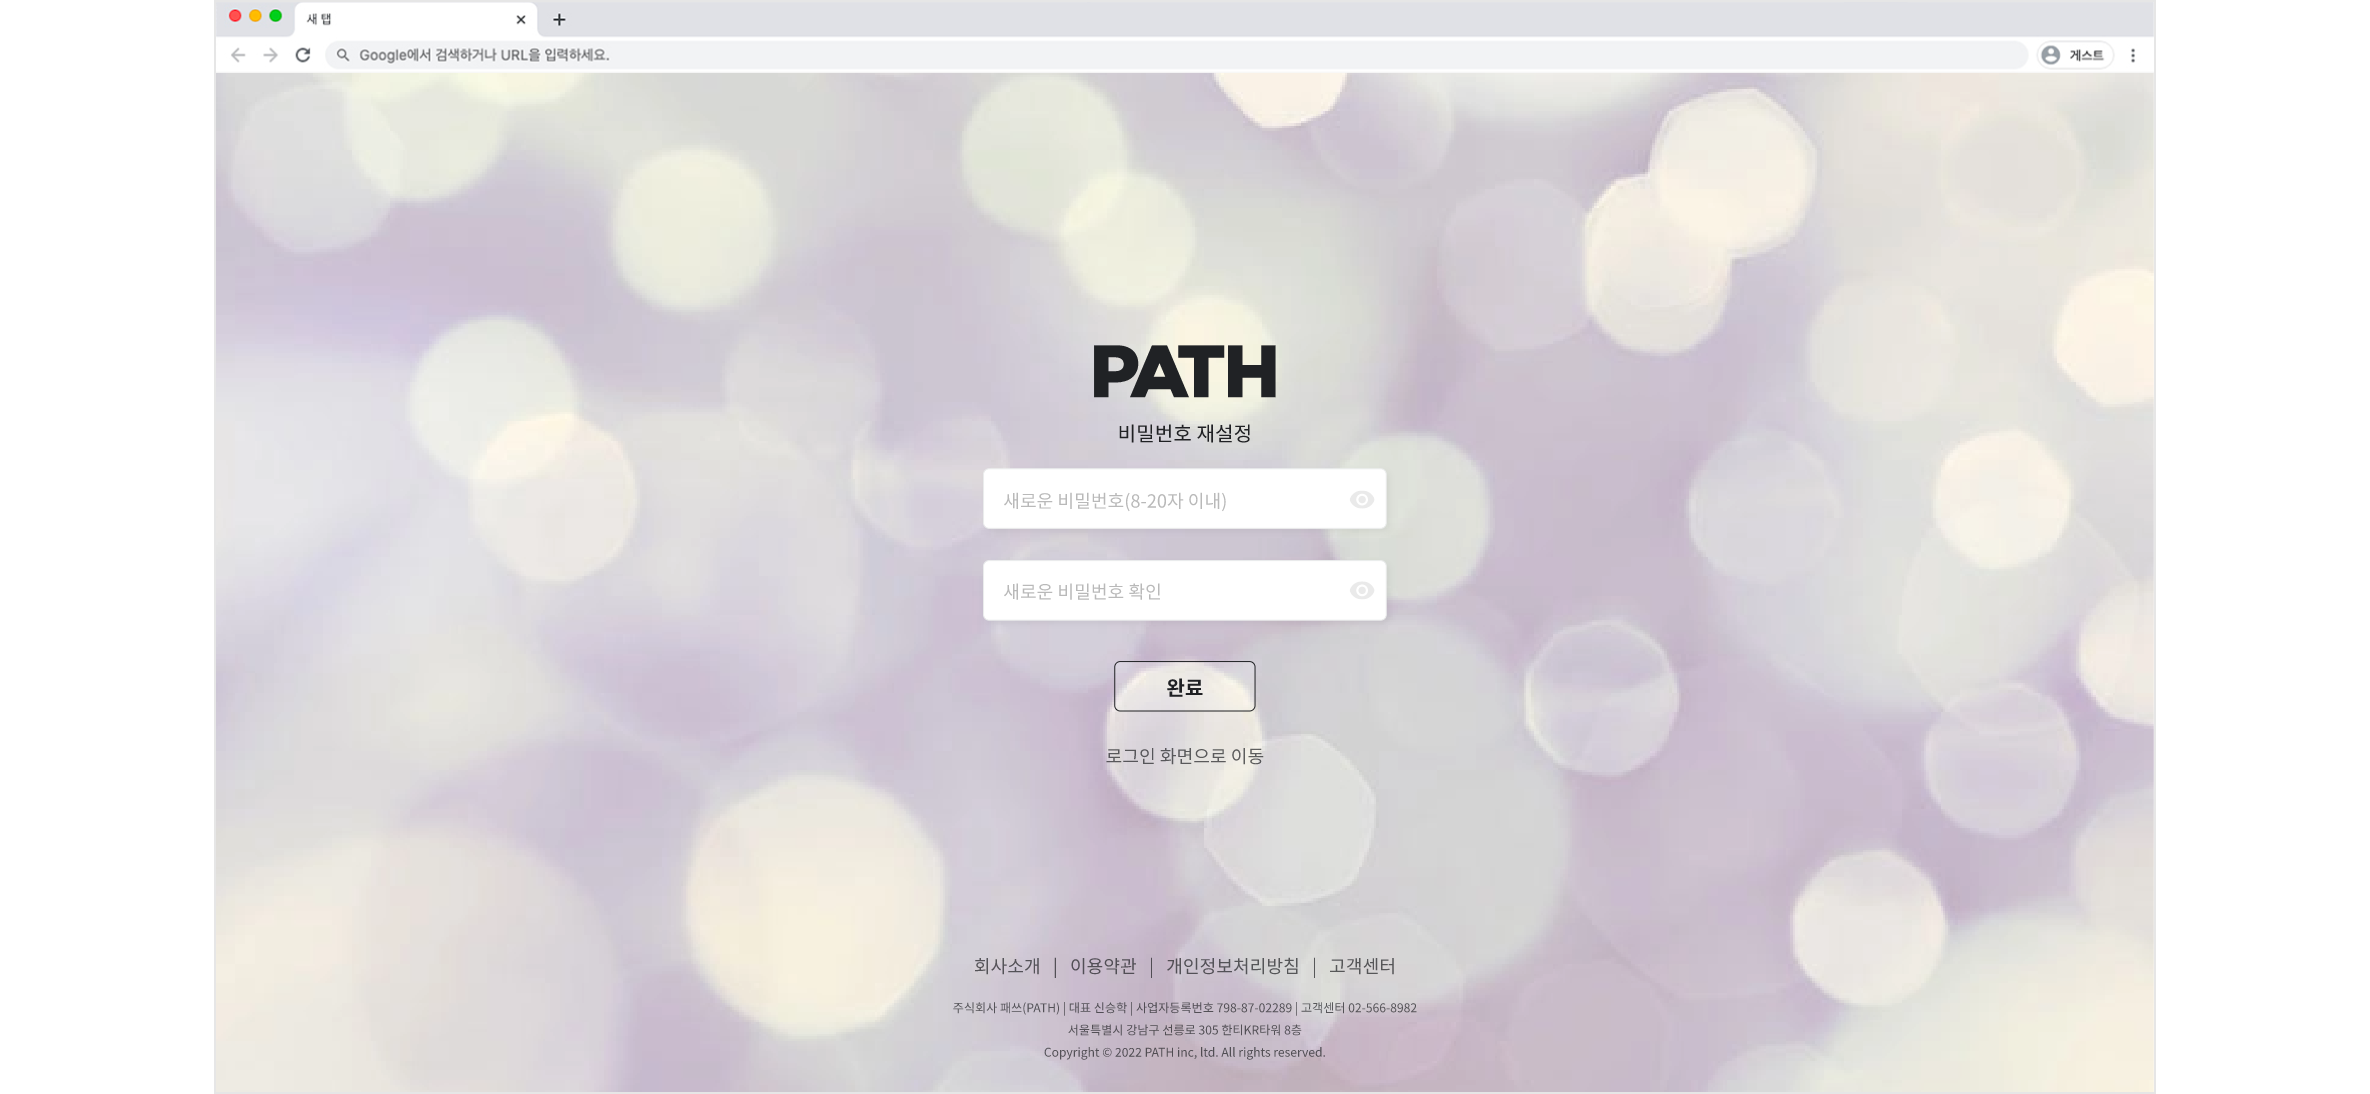 새 탭
Google에서 검색하거나 URL을 입력하세요.
게스트
PATH
비밀번호 재설정
새로운 비밀번호(8-20자 이내)
새로운 비밀번호 확인
완료
로그인 화면으로 이동
회사소개 | 이용약관 | 개인정보처리방침 | 고객센터
주식회사 패쓰(PATH) | 대표 신승학 | 사업자등록번호 798-87-02289 | 고객센터 02-566-8982
서울특별시 강남구 선릉로 305 한티KR타워 8층
Copyright © 2022 PATH inc, ltd. All rights reserved.